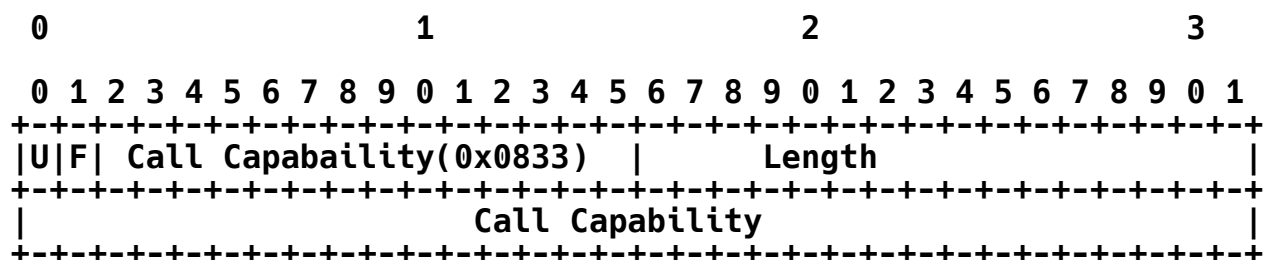 0                   1                   2                   3
0 1 2 3 4 5 6 7 8 9 0 1 2 3 4 5 6 7 8 9 0 1 2 3 4 5 6 7 8 9 0 1
+-+-+-+-+-+-+-+-+-+-+-+-+-+-+-+-+-+-+-+-+-+-+-+-+-+-+-+-+-+-+-+-+
|U|F| Call Capabaility(0x0833)  |      Length                   |
+-+-+-+-+-+-+-+-+-+-+-+-+-+-+-+-+-+-+-+-+-+-+-+-+-+-+-+-+-+-+-+-+
|                       Call Capability                         |
+-+-+-+-+-+-+-+-+-+-+-+-+-+-+-+-+-+-+-+-+-+-+-+-+-+-+-+-+-+-+-+-+